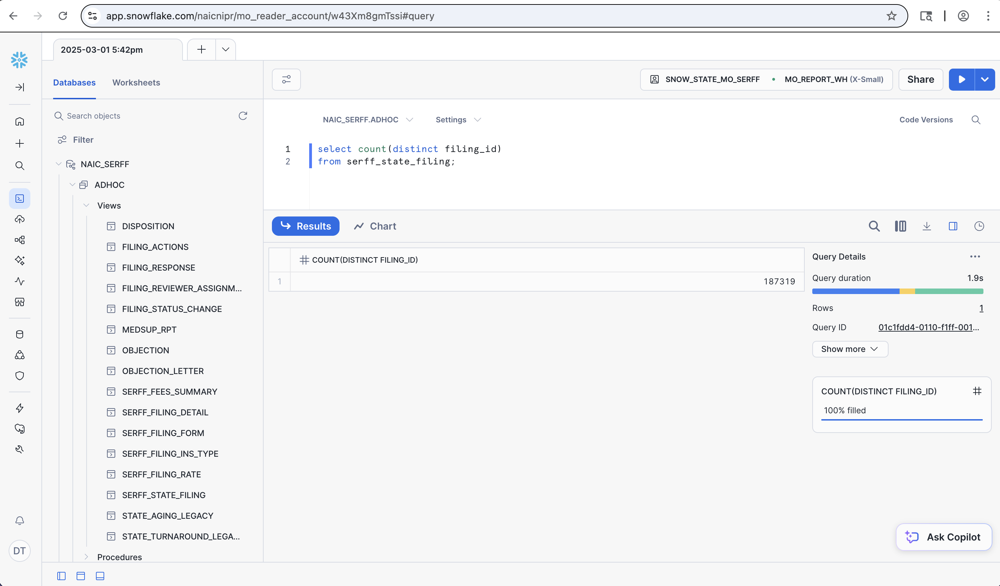 app.snowflake.com/naicnipr/mo_reader_account/w43Xm8gmTssi#query
2025-03-01 5:42pm
Databases
Worksheets
Search objects
Filter
NAIC_SERFF
ADHOC
Views
DISPOSITION
FILING_ACTIONS
FILING_RESPONSE
FILING_REVIEWER_ASSIGNM...
FILING_STATUS_CHANGE
MEDSUP_RPT
OBJECTION
OBJECTION_LETTER
SERFF_FEES_SUMMARY
SERFF_FILING_DETAIL
SERFF_FILING_FORM
SERFF_FILING_INS_TYPE
SERFF_FILING_RATE
SERFF_STATE_FILING
STATE_AGING_LEGACY
STATE_TURNAROUND_LEGA...
Procedures
DT
SNOW_STATE_MO_SERFF • MO_REPORT_WH (X-Small)
Share
NAIC_SERFF.ADHOC
Settings
Code Versions
1 select count(distinct filing_id)
2 from serff_state_filing;
Results
Chart
COUNT(DISTINCT FILING_ID)
1 187319
Query Details
Query duration 1.9s
Rows 1
Query ID 01c1fdd4-0110-f1ff-001...
Show more
COUNT(DISTINCT FILING_ID)
100% filled
Ask Copilot